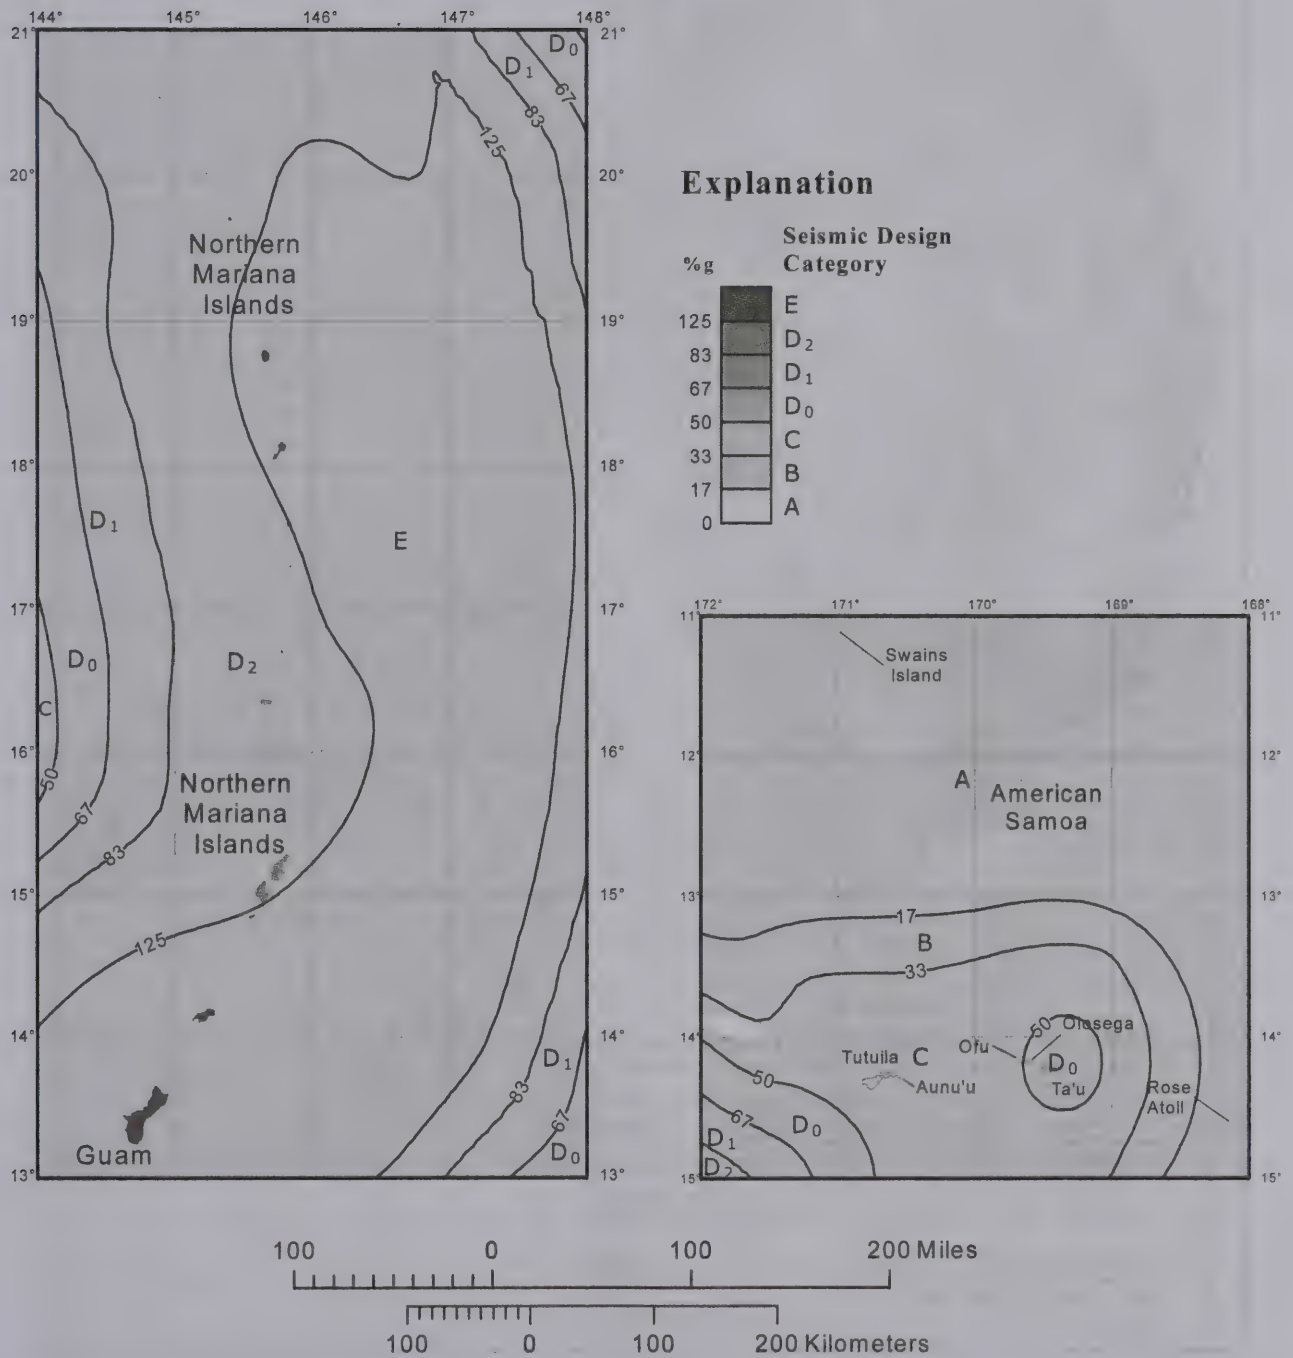 144° 145° 146° 147° 148°
21° 21°
D0
D1
67
83
125
20° 20°
Northern
Mariana
Islands
19° 19°
18° 18°
D1
E
17° 17°
D0
D2
C
16° 16°
50
Northern
Mariana
Islands
67
83
15° 15°
125
14° 14°
D1
83
67
Guam
D0
13° 13°
Explanation
%g
Seismic Design
Category
E
125
D2
83
D1
67
D0
50
C
33
B
17
A
0
172° 171° 170° 169° 168°
11° 11°
Swains
Island
12° 12°
A
American
Samoa
13° 13°
17
B
33
14° 14°
50
Olosega
Ofu
Tutuila
C
D0
Aunu'u
Ta'u
50
Rose
Atoll
67
D0
D1
D2
15° 15°
100 0 100 200 Miles
100 0 100 200 Kilometers